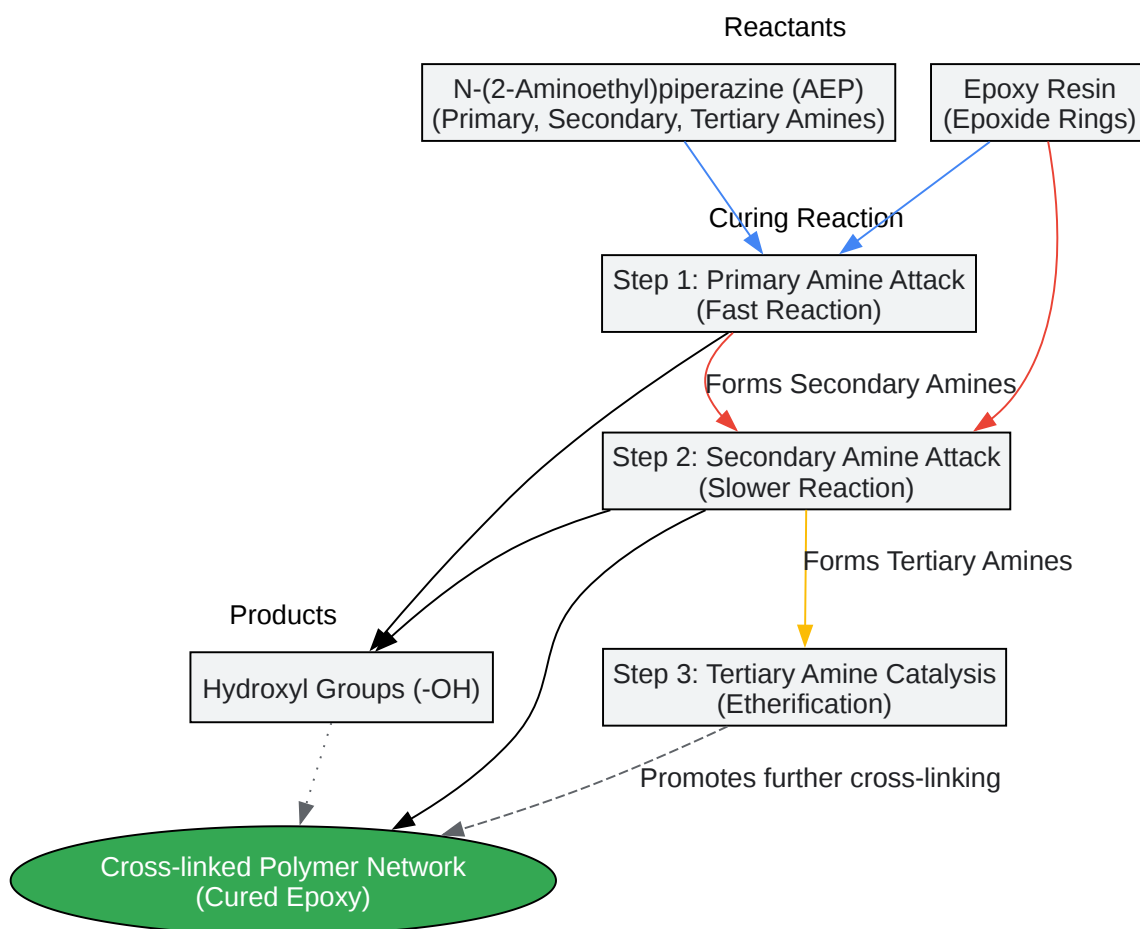 Reactants
N-(2-Aminoethyl)piperazine (AEP)
(Primary, Secondary, Tertiary Amines)
Epoxy Resin
(Epoxide Rings)
Curing Reaction
Step 1: Primary Amine Attack
(Fast Reaction)
Forms Secondary Amines
Step 2: Secondary Amine Attack
(Slower Reaction)
Forms Tertiary Amines
Products
Hydroxyl Groups (-OH)
Step 3: Tertiary Amine Catalysis
(Etherification)
Promotes further cross-linking
Cross-linked Polymer Network
(Cured Epoxy)